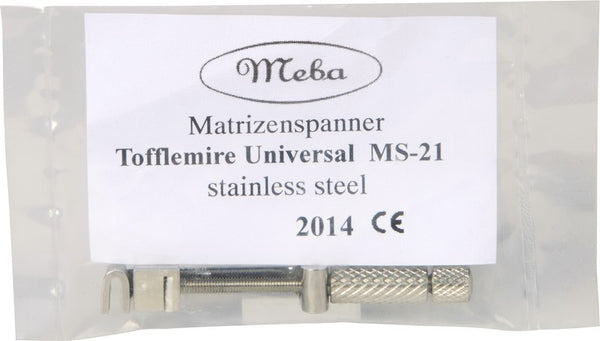 Meba
Matrizenspanner
Tofflemire Universal MS-21
stainless steel
2014 CE